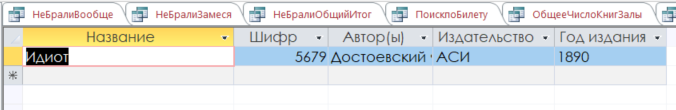 НеБралиВообще НеБралиЗамеся НеБралиОбщийИтог ПоискпоБилету ОбщееЧислоКнигЗалы
Название Шифр Автор(ы) Издательство Год издания
Идиот 5679 Достоевский АСИ 1890